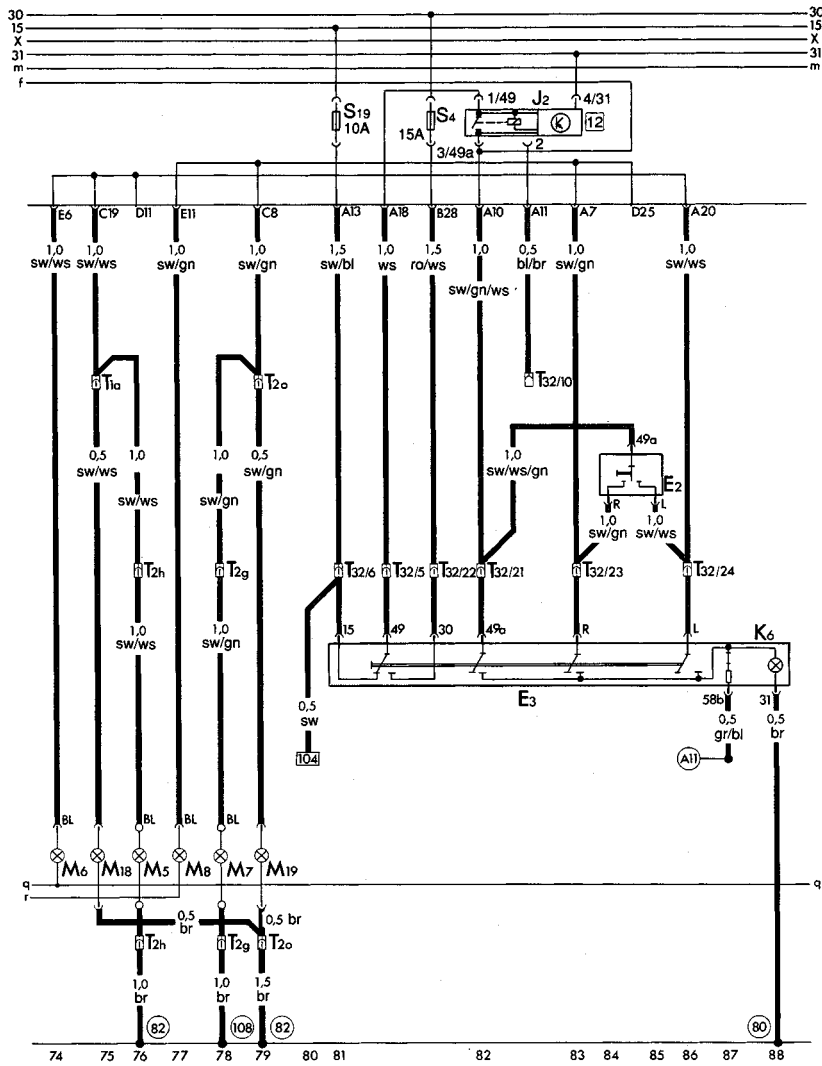 30 30
15 15
X X
31 31
m m
f
1/49 J2 4/31
S19 10A
S4 15A
K 12
3/49a 2
E6 C19 D11 E11 C8 A13 A18 B28 A10 A11 A7 D25 A20
1,0 1,0 1,0 1,0 1,5 1,0 1,5 1,0 0,5 1,0 1,0
sw/ws sw/ws sw/gn sw/gn sw/bl ws ro/ws sw/gn/ws bl/br sw/gn sw/ws
T1a T2o T32/10
49a
0,5 1,0 1,0 0,5 1,0
sw/ws sw/gn sw/ws/gn
E2
sw/ws sw/gn R L
1,0 1,0
sw/gn sw/ws
T2h T2g T32/6 T32/5 T32/22 T32/21 T32/23 T32/24
1,0 1,0
sw/ws sw/gn
15 49 30 49a R L K6
E3
58b 31
0,5 0,5 0,5
sw gr/bl br
104 A11
BL BL BL BL
M6 M18 M5 M8 M7 M19
q q
r
0,5 br 0,5 br
T2h T2g T2o
1,0 1,0 1,5
br br br
82 108 82 80
74 75 76 77 78 79 80 81 82 83 84 85 86 87 88